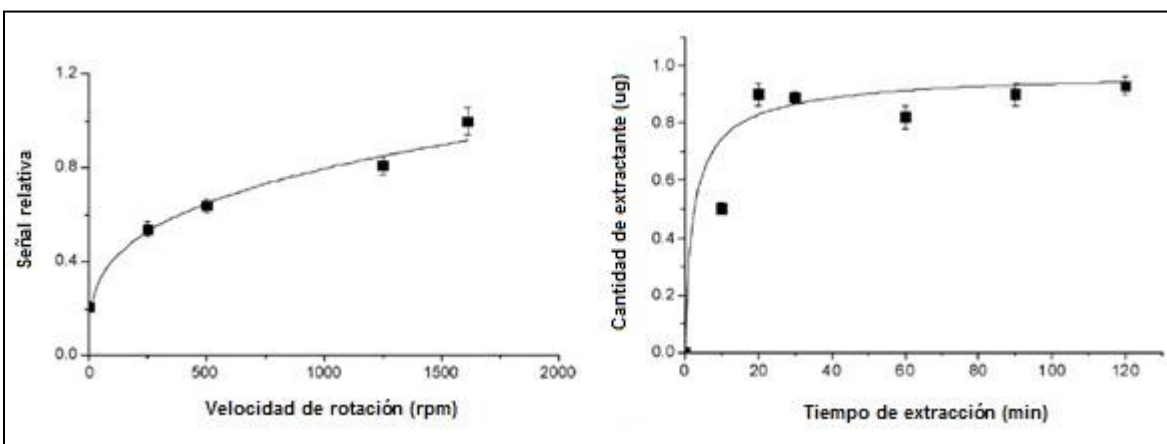 1.2
0.8
0.4
0.0
Señal relativa
0 500 1000 1500 2000
Velocidad de rotación (rpm)
1.0
0.8
0.6
0.4
0.2
0.0
Cantidad de extractante (ug)
0 20 40 60 80 100 120
Tiempo de extracción (min)